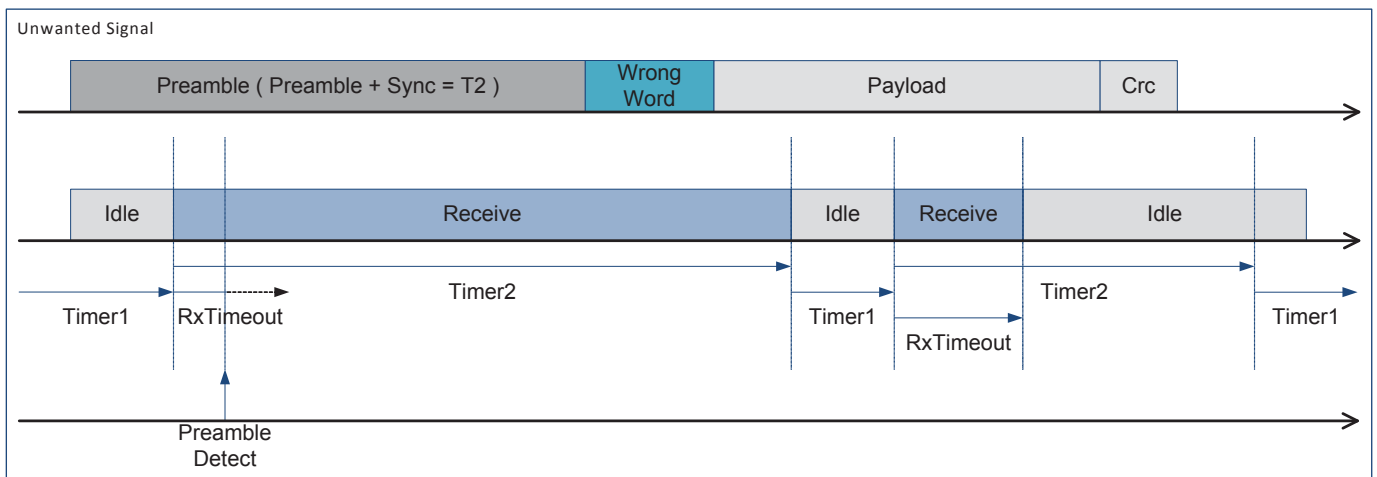 Unwanted Signal
Preamble ( Preamble + Sync = T2 )
Wrong
Word
Payload
Crc
Idle
Receive
Idle
Receive
Idle
Timer1
RxTimeout
Timer2
Timer1
RxTimeout
Timer2
Timer1
Preamble
Detect